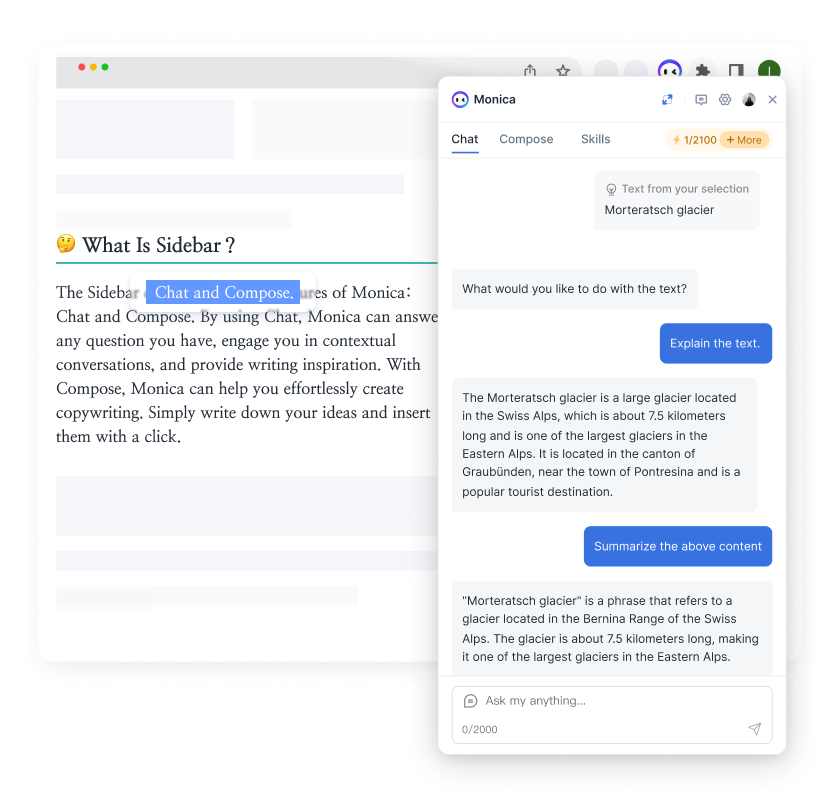 What Is Sidebar ?
The Sidebar
Chat and Compose.
ures of Monica:
Chat and Compose. By using Chat, Monica can answe
any question you have, engage you in contextual
conversations, and provide writing inspiration. With
Compose, Monica can help you effortlessly create
copywriting. Simply write down your ideas and insert
them with a click.
Monica
Chat
Compose
Skills
1/2100
+ More
Text from your selection
Morteratsch glacier
What would you like to do with the text?
Explain the text.
The Morteratsch glacier is a large glacier located
in the Swiss Alps, which is about 7.5 kilometers
long and is one of the largest glaciers in the
Eastern Alps. It is located in the canton of
Graubünden, near the town of Pontresina and is a
popular tourist destination.
Summarize the above content
"Morteratsch glacier" is a phrase that refers to a
glacier located in the Bernina Range of the Swiss
Alps. The glacier is about 7.5 kilometers long, making
it one of the largest glaciers in the Eastern Alps.
Ask my anything...
0/2000